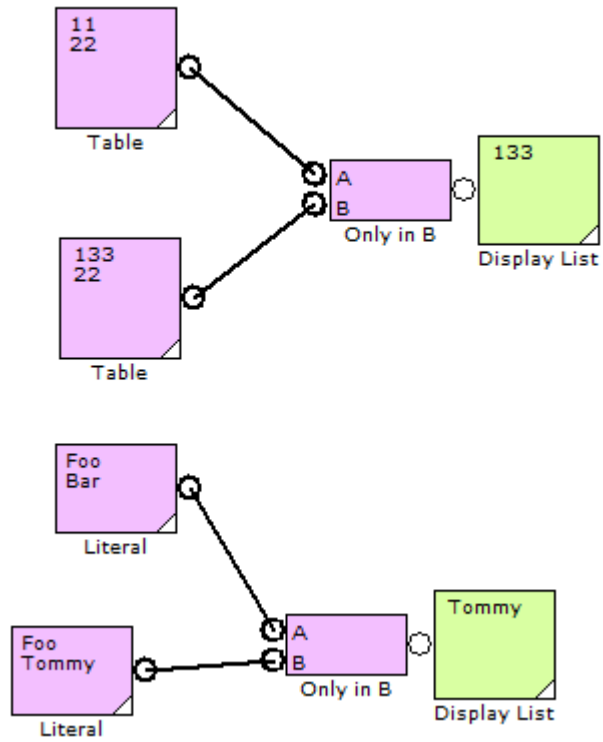 11
22
Table
A
B
Only in B
133
Display List
133
22
Table
Foo
Bar
Literal
A
B
Only in B
Tommy
Display List
Foo
Tommy
Literal